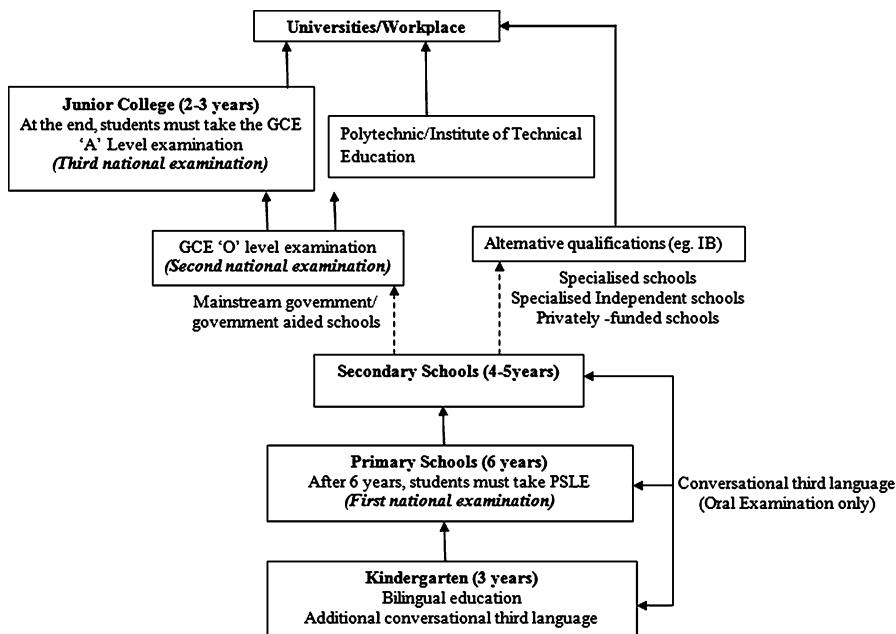 Universities/Workplace
Junior College (2-3 years)
At the end, students must take the GCE
‘A’ Level examination
(Third national examination)
Polytechnic/Institute of Technical
Education
GCE ‘O’ level examination
(Second national examination)
Alternative qualifications (eg. IB)
Mainstream government/
government aided schools
Specialised schools
Specialised Independent schools
Privately -funded schools
Secondary Schools (4-5years)
Primary Schools (6 years)
After 6 years, students must take PSLE
(First national examination)
Conversational third language
(Oral Examination only)
Kindergarten (3 years)
Bilingual education
Additional conversational third language